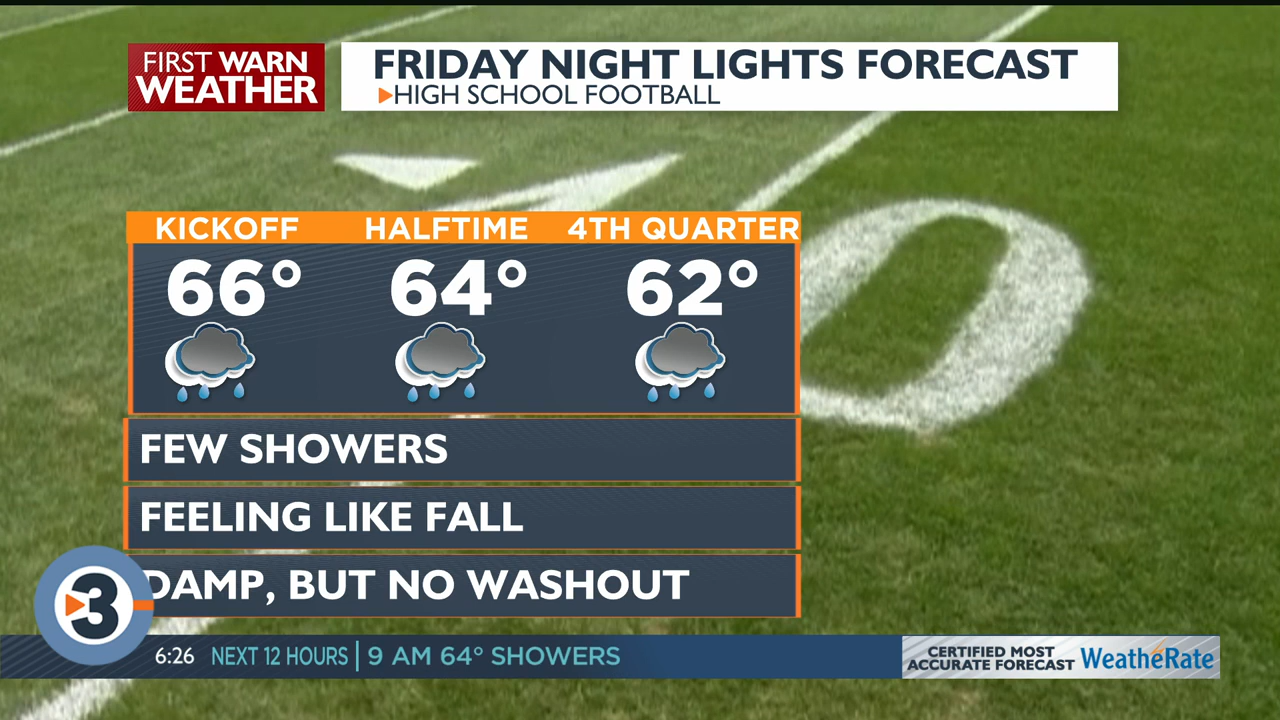 FIRST WARN
WEATHER
FRIDAY NIGHT LIGHTS FORECAST
HIGH SCHOOL FOOTBALL
KICKOFF HALFTIME 4TH QUARTER
66° 64° 62°
FEW SHOWERS
FEELING LIKE FALL
DAMP, BUT NO WASHOUT
3
6:26 NEXT 12 HOURS | 9 AM 64° SHOWERS
CERTIFIED MOST
ACCURATE FORECAST WeatheRate
0